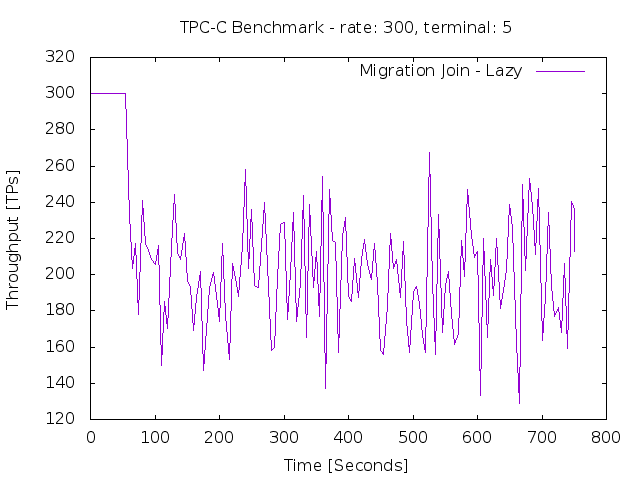 TPC-C Benchmark - rate: 300, terminal: 5
320
300
280
260
240
220
200
180
160
140
120
Throughput [TPs]
Migration Join - Lazy
0 100 200 300 400 500 600 700 800
Time [Seconds]